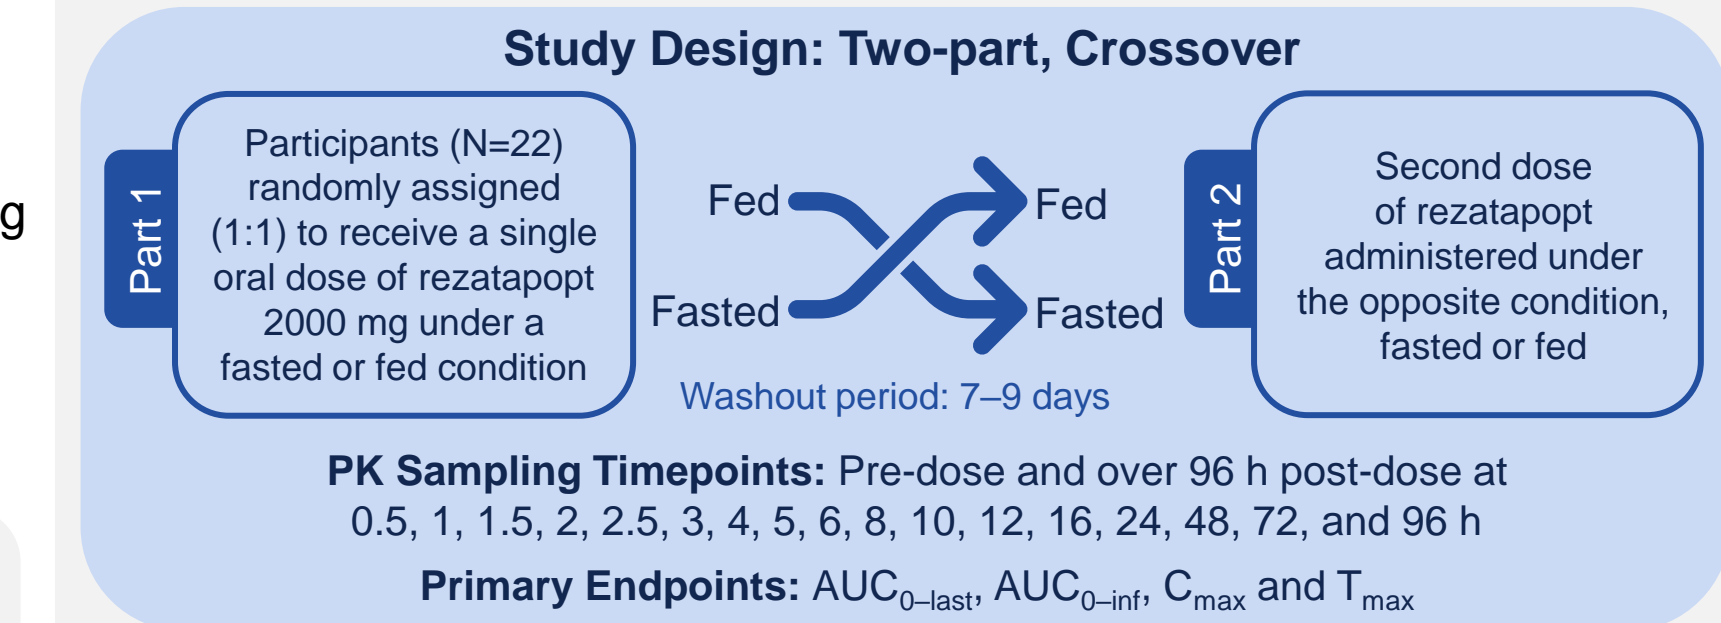 g
Study Design: Two-part, Crossover
Part 1
Participants (N=22)
randomly assigned
(1:1) to receive a single
oral dose of rezatapopt
2000 mg under a
fasted or fed condition
Fed
Fasted
Fed
Fasted
Washout period: 7–9 days
Part 2
Second dose
of rezatapopt
administered under
the opposite condition,
fasted or fed
PK Sampling Timepoints: Pre-dose and over 96 h post-dose at
0.5, 1, 1.5, 2, 2.5, 3, 4, 5, 6, 8, 10, 12, 16, 24, 48, 72, and 96 h
Primary Endpoints: AUC0–last, AUC0–inf, Cmax and Tmax